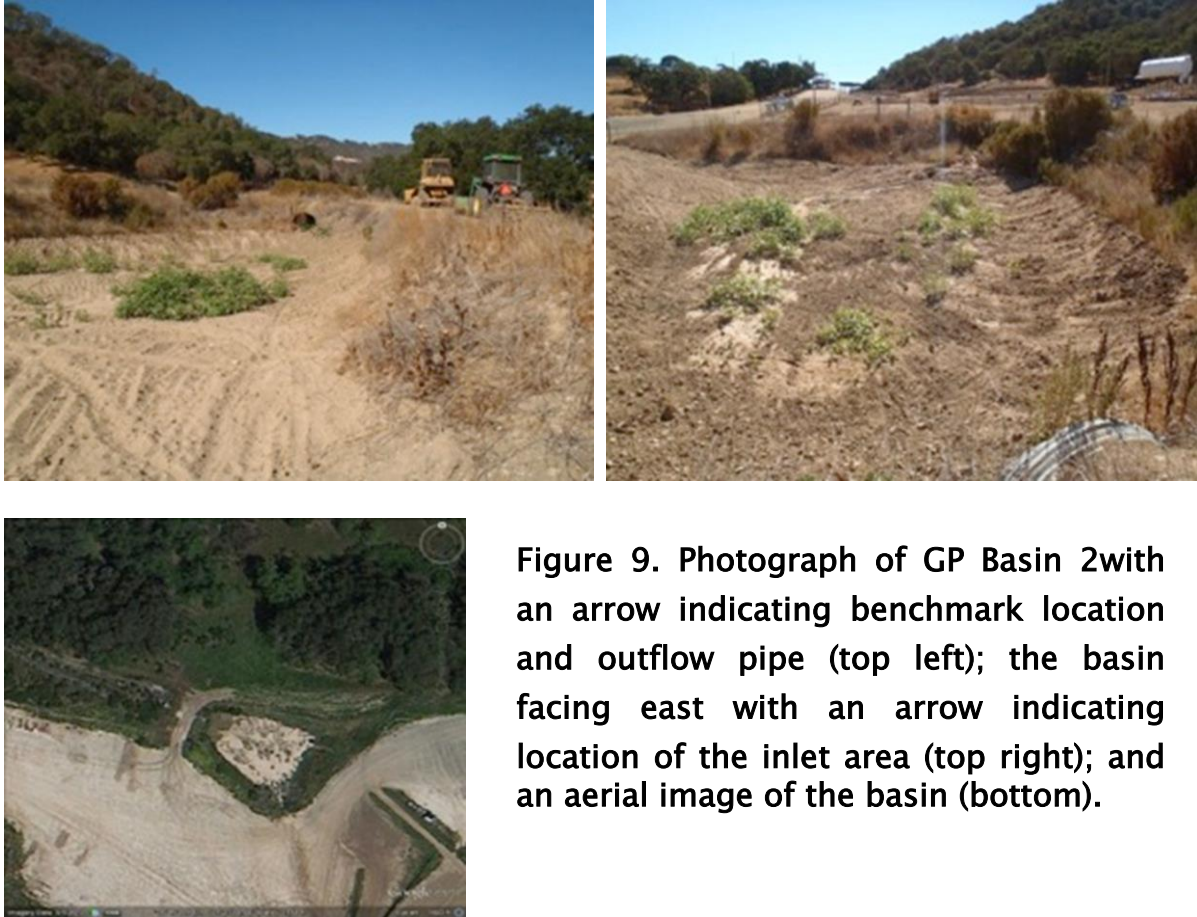 Figure 9. Photograph of GP Basin 2with
an arrow indicating benchmark location
and outflow pipe (top left); the basin
facing east with an arrow indicating
location of the inlet area (top right); and
an aerial image of the basin (bottom).
Google